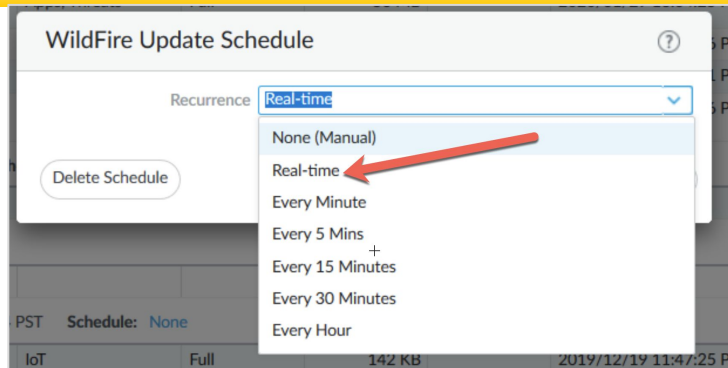 WildFire Update Schedule
?
Recurrence Real-time
None (Manual)
Real-time
Delete Schedule
Every Minute
Every 5 Mins
Every 15 Minutes
Every 30 Minutes
PST Schedule: None
Every Hour
IoT Full 142 KB 2019/12/19 11:47:25 P